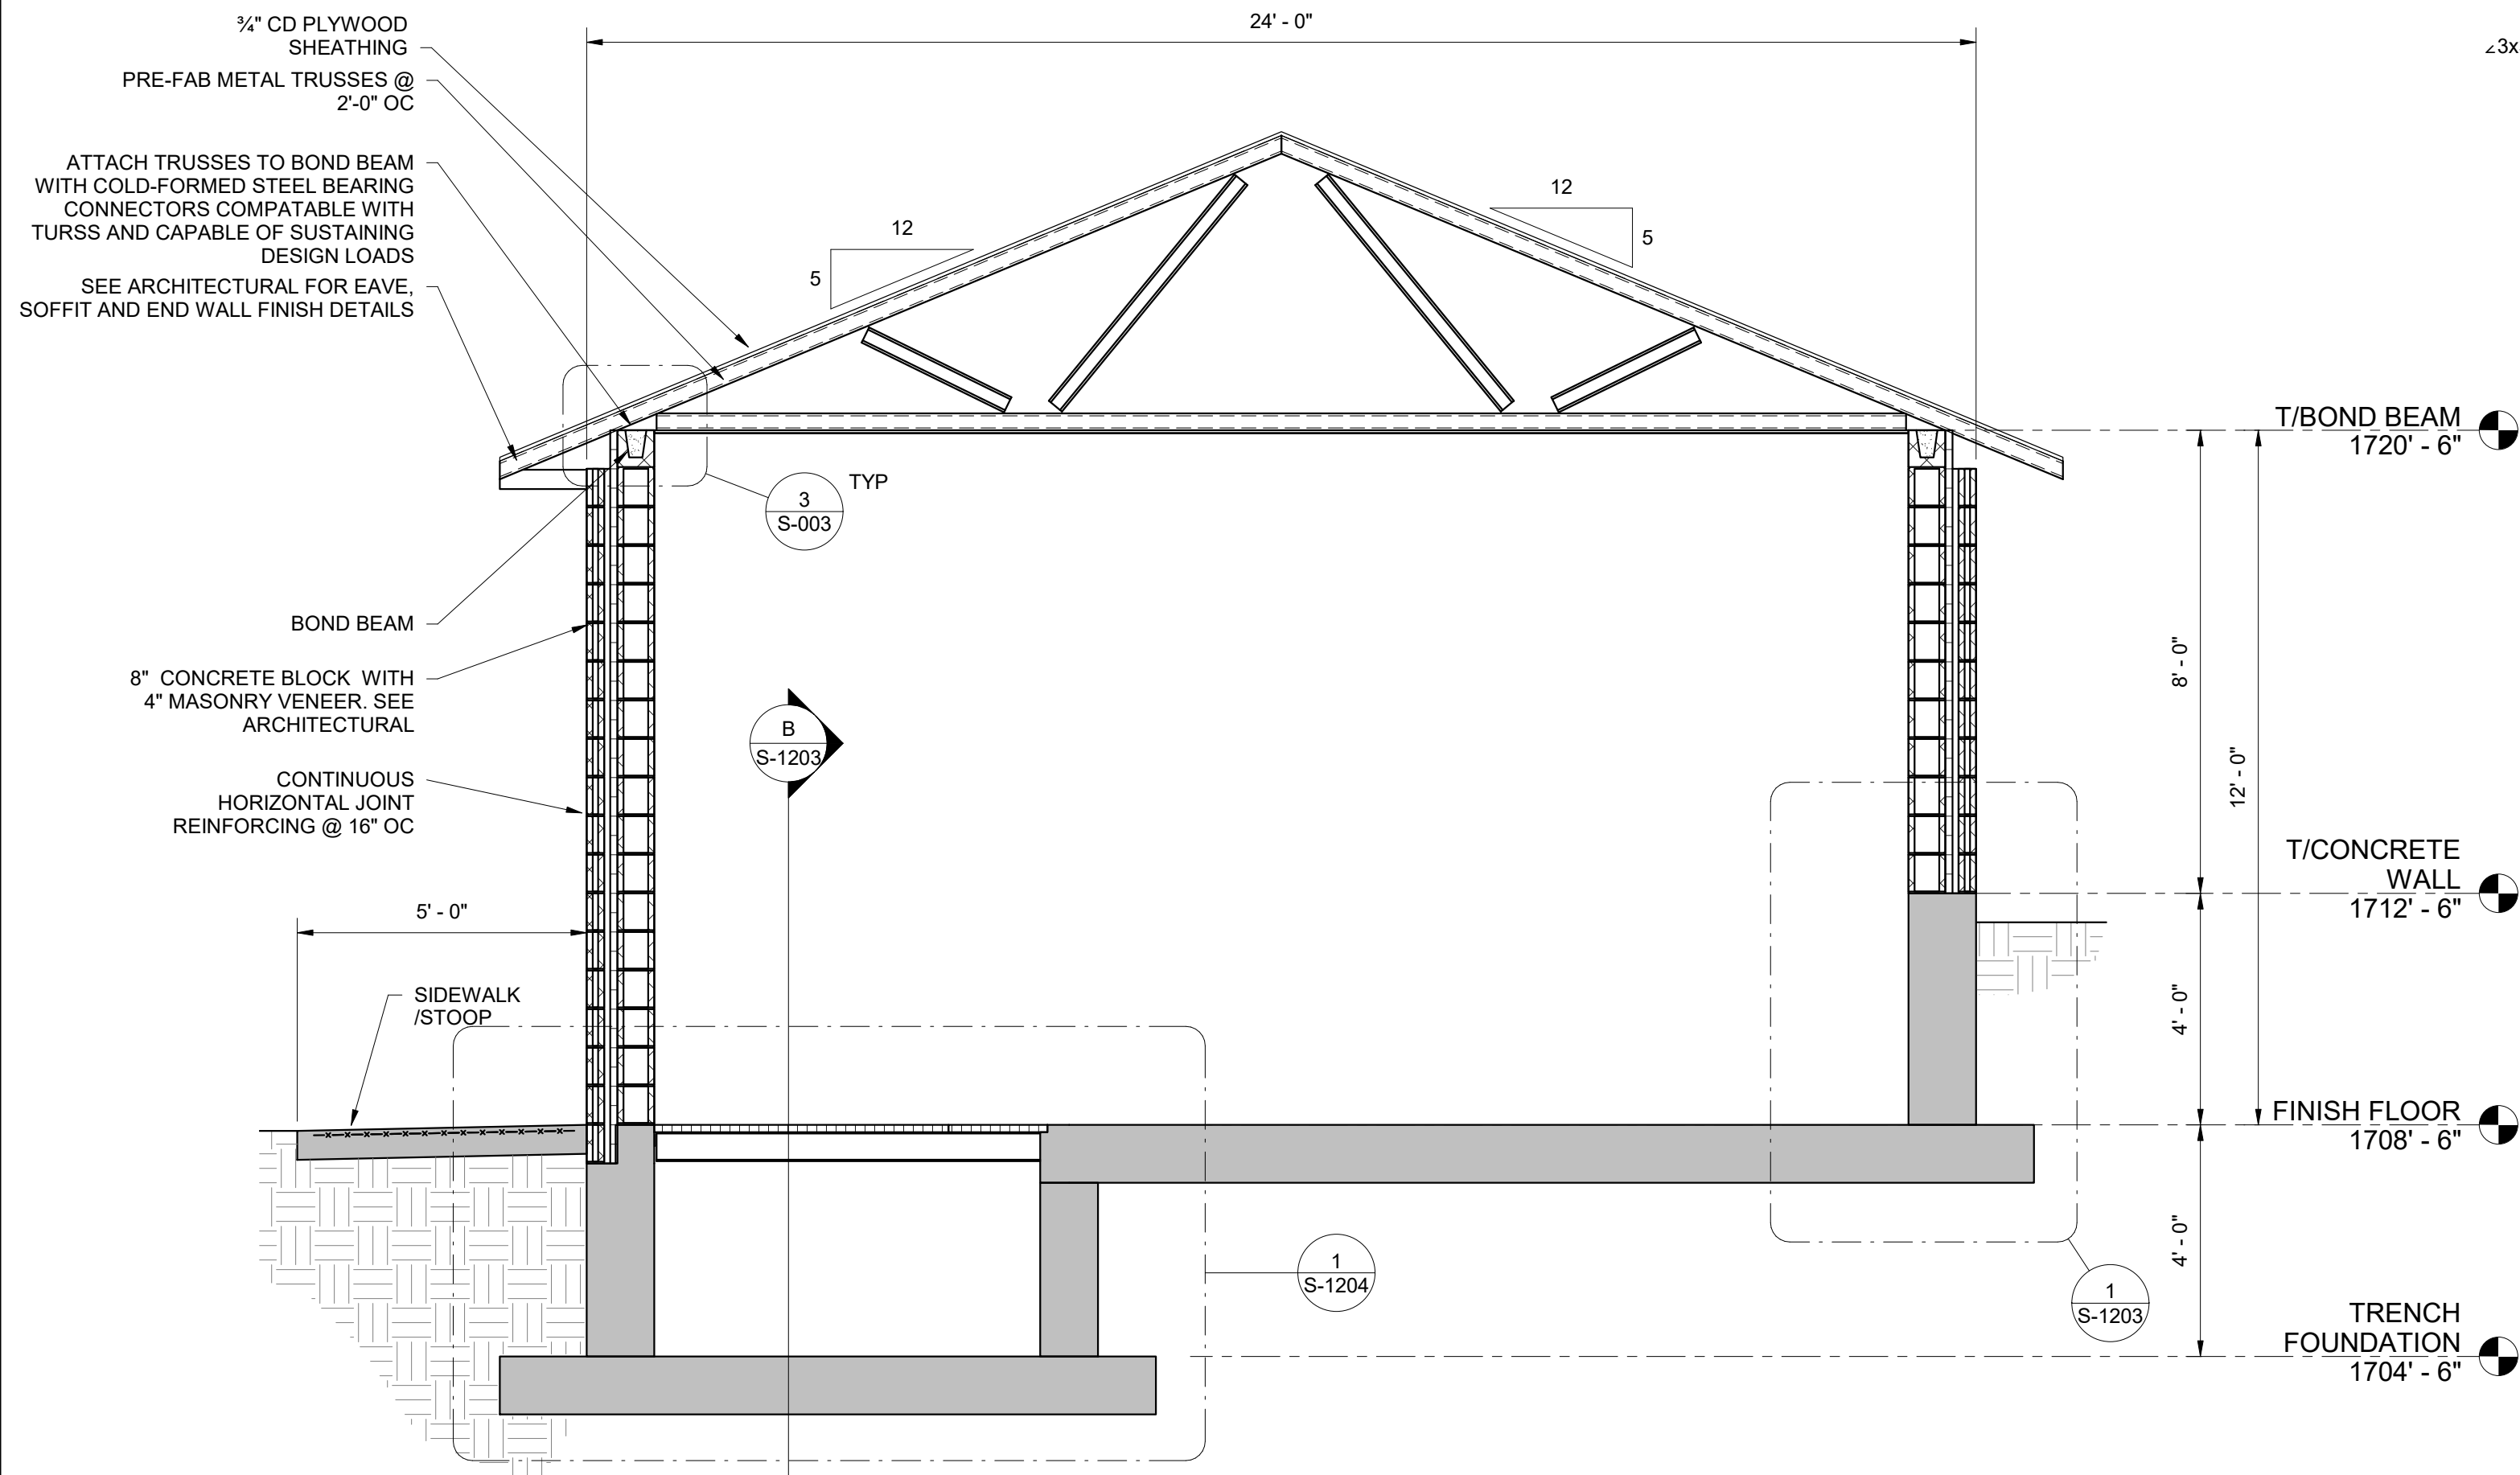 ¾" CD PLYWOOD
SHEATHING
PRE-FAB METAL TRUSSES @
2'-0" OC
ATTACH TRUSSES TO BOND BEAM
WITH COLD-FORMED STEEL BEARING
CONNECTORS COMPATABLE WITH
TURSS AND CAPABLE OF SUSTAINING
DESIGN LOADS
SEE ARCHITECTURAL FOR EAVE,
SOFFIT AND END WALL FINISH DETAILS
BOND BEAM
8" CONCRETE BLOCK WITH
4" MASONRY VENEER. SEE
ARCHITECTURAL
CONTINUOUS
HORIZONTAL JOINT
REINFORCING @ 16" OC
5' - 0"
SIDEWALK
/STOOP
24' - 0"
12
5
12
5
3
S-003
TYP
B
S-1203
1
S-1204
1
S-1203
8' - 0"
12' - 0"
4' - 0"
4' - 0"
∠3x
T/BOND BEAM
1720' - 6"
T/CONCRETE
WALL
1712' - 6"
FINISH FLOOR
1708' - 6"
TRENCH
FOUNDATION
1704' - 6"